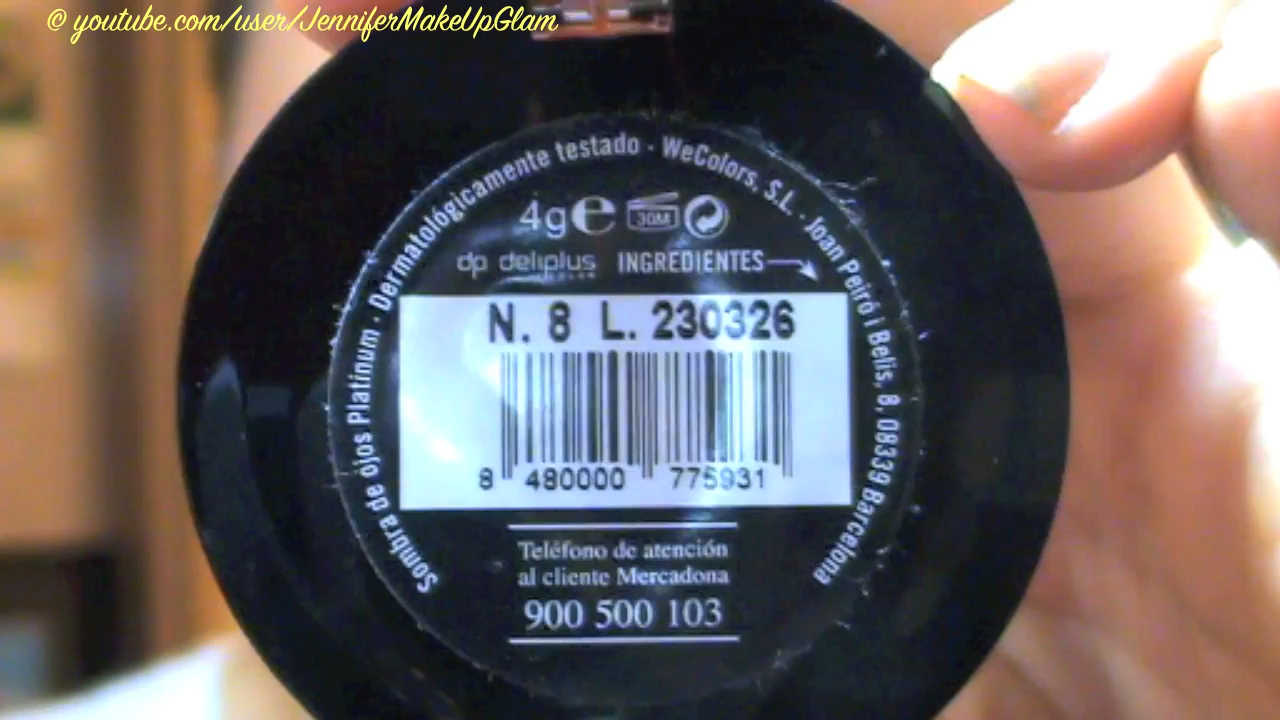 © youtube.com/user/JenniferMakeUpGlam
Sombra de ojos Platinum · Dermatológicamente testado · WeColors, S.L. · Joan Peiró i Belis, 8, 08339 Barcelona
4g e 30M
dp deliplus INGREDIENTES
N. 8 L. 230326
8 480000 775931
Teléfono de atención
al cliente Mercadona
900 500 103